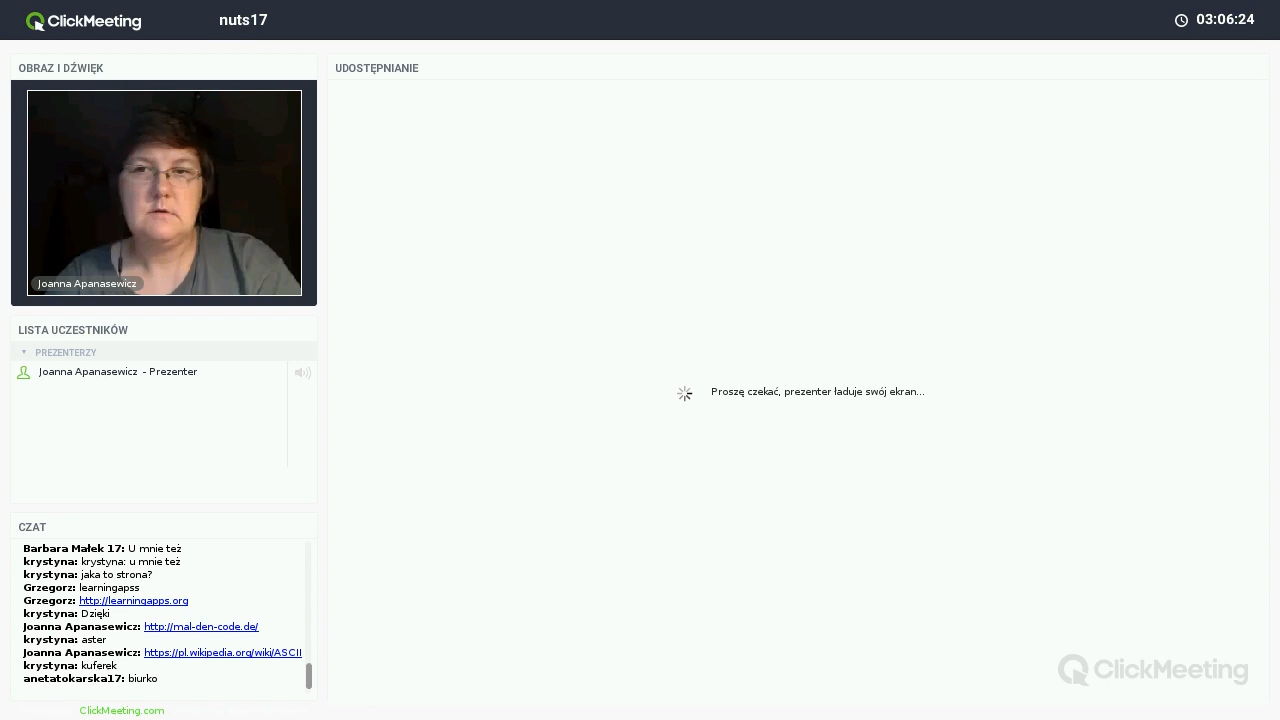 ClickMeeting
nuts17
03:06:24
OBRAZ I DŹWIĘK
UDOSTĘPNIANIE
Joanna Apanasewicz
LISTA UCZESTNIKÓW
PREZENTERZY
Joanna Apanasewicz - Prezenter
Proszę czekać, prezenter ładuje swój ekran...
CZAT
Barbara Małek 17: U mnie też
krystyna: krystyna: u mnie też
krystyna: jaka to strona?
Grzegorz: learningapss
Grzegorz: http://learningapps.org
krystyna: Dzięki
Joanna Apanasewicz: http://mal-den-code.de/
krystyna: aster
Joanna Apanasewicz: https://pl.wikipedia.org/wiki/ASCII
krystyna: kuferek
anetatokarska17: biurko
ClickMeeting
ClickMeeting.com